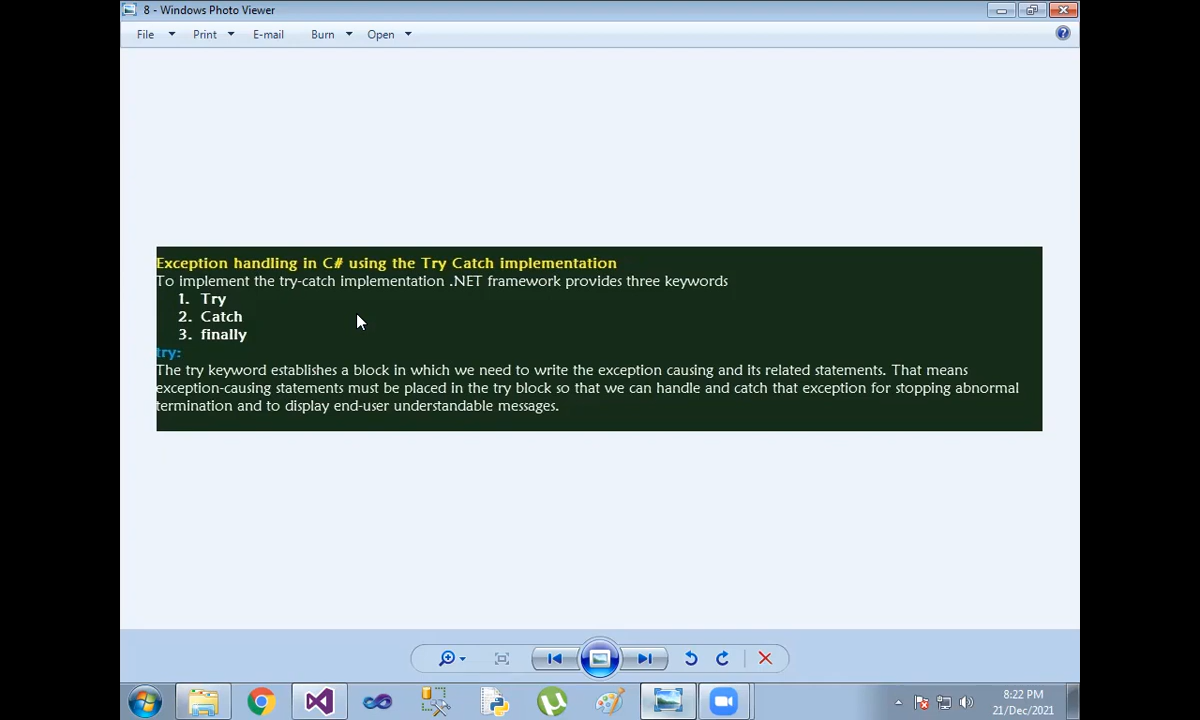 8 - Windows Photo Viewer
File Print E-mail Burn Open
Exception handling in C# using the Try Catch implementation
To implement the try-catch implementation .NET framework provides three keywords
1. Try
2. Catch
3. finally
try:
The try keyword establishes a block in which we need to write the exception causing and its related statements. That means
exception-causing statements must be placed in the try block so that we can handle and catch that exception for stopping abnormal
termination and to display end-user understandable messages.
8:22 PM
21/Dec/2021